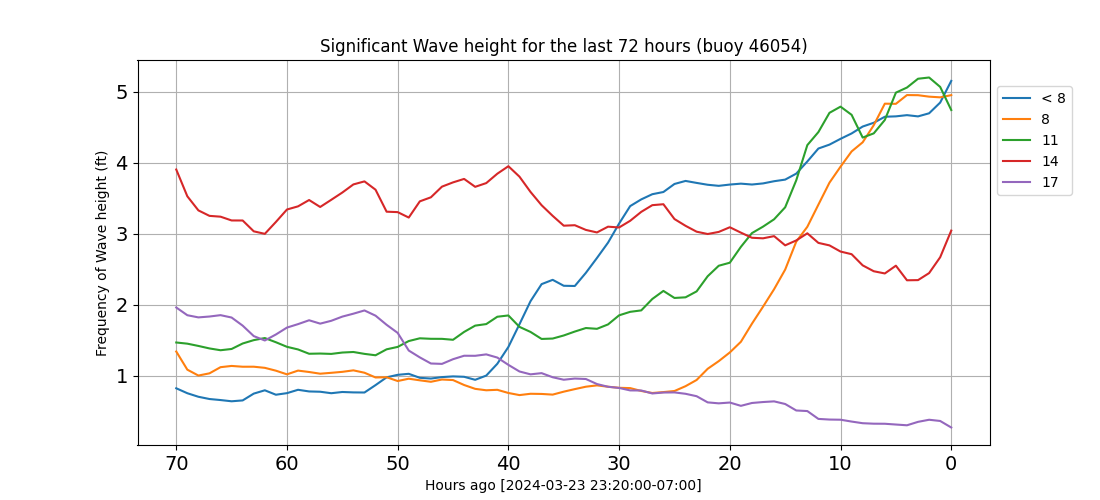 Significant Wave height for the last 72 hours (buoy 46054)
Frequency of Wave height (ft)
5
4
3
2
1
70 60 50 40 30 20 10 0
Hours ago [2024-03-23 23:20:00-07:00]
< 8
8
11
14
17